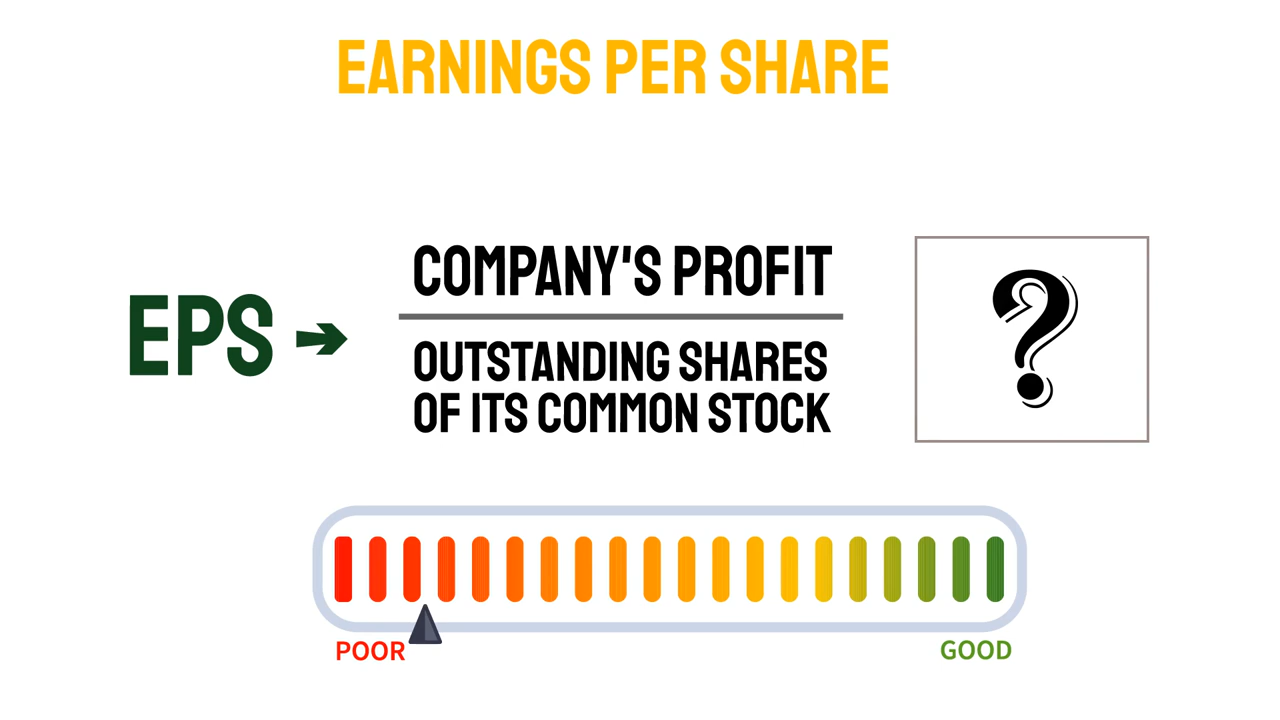 EARNINGS PER SHARE
EPS ➔
COMPANY'S PROFIT
OUTSTANDING SHARES
OF ITS COMMON STOCK
?
POOR
GOOD